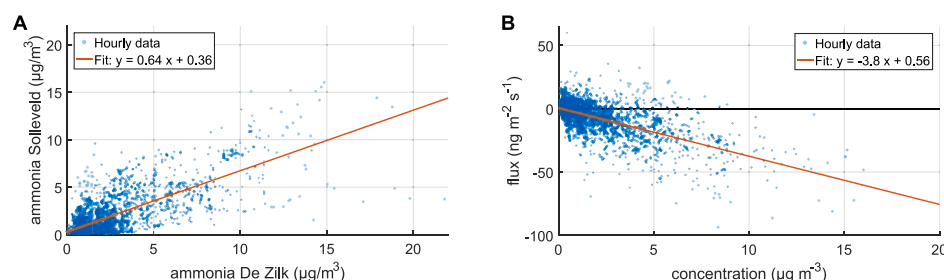 A
ammonia Solleveld (µg/m³)
20
15
10
5
0
Hourly data
Fit: y = 0.64 x + 0.36
0 5 10 15 20
ammonia De Zilk (µg/m³)
B
flux (ng m⁻² s⁻¹)
50
0
-50
-100
Hourly data
Fit: y = -3.8 x + 0.56
0 5 10 15 20
concentration (µg m⁻³)